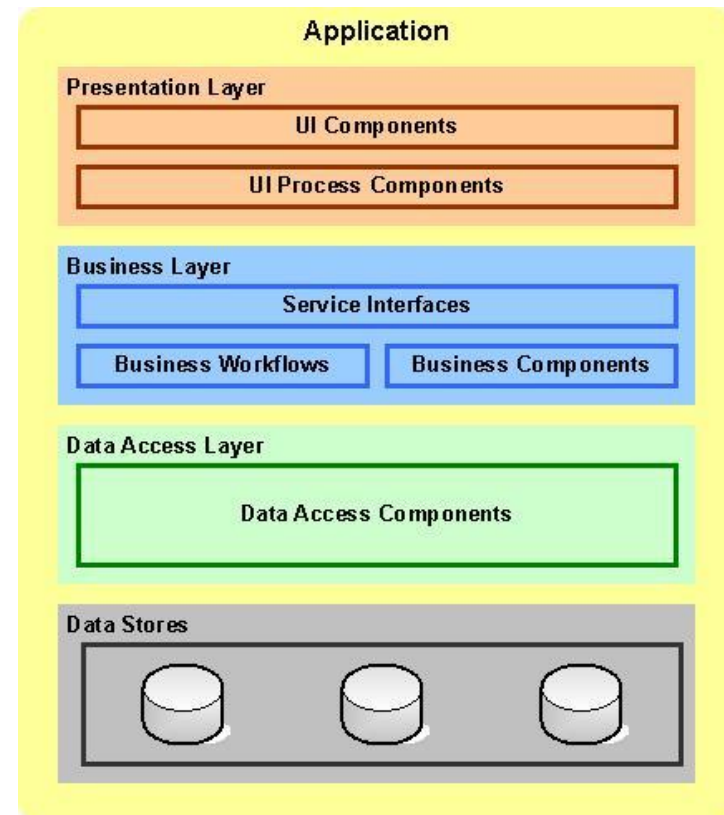 Application
Presentation Layer
UI Components
UI Process Components
Business Layer
Service Interfaces
Business Workflows
Business Components
Data Access Layer
Data Access Components
Data Stores